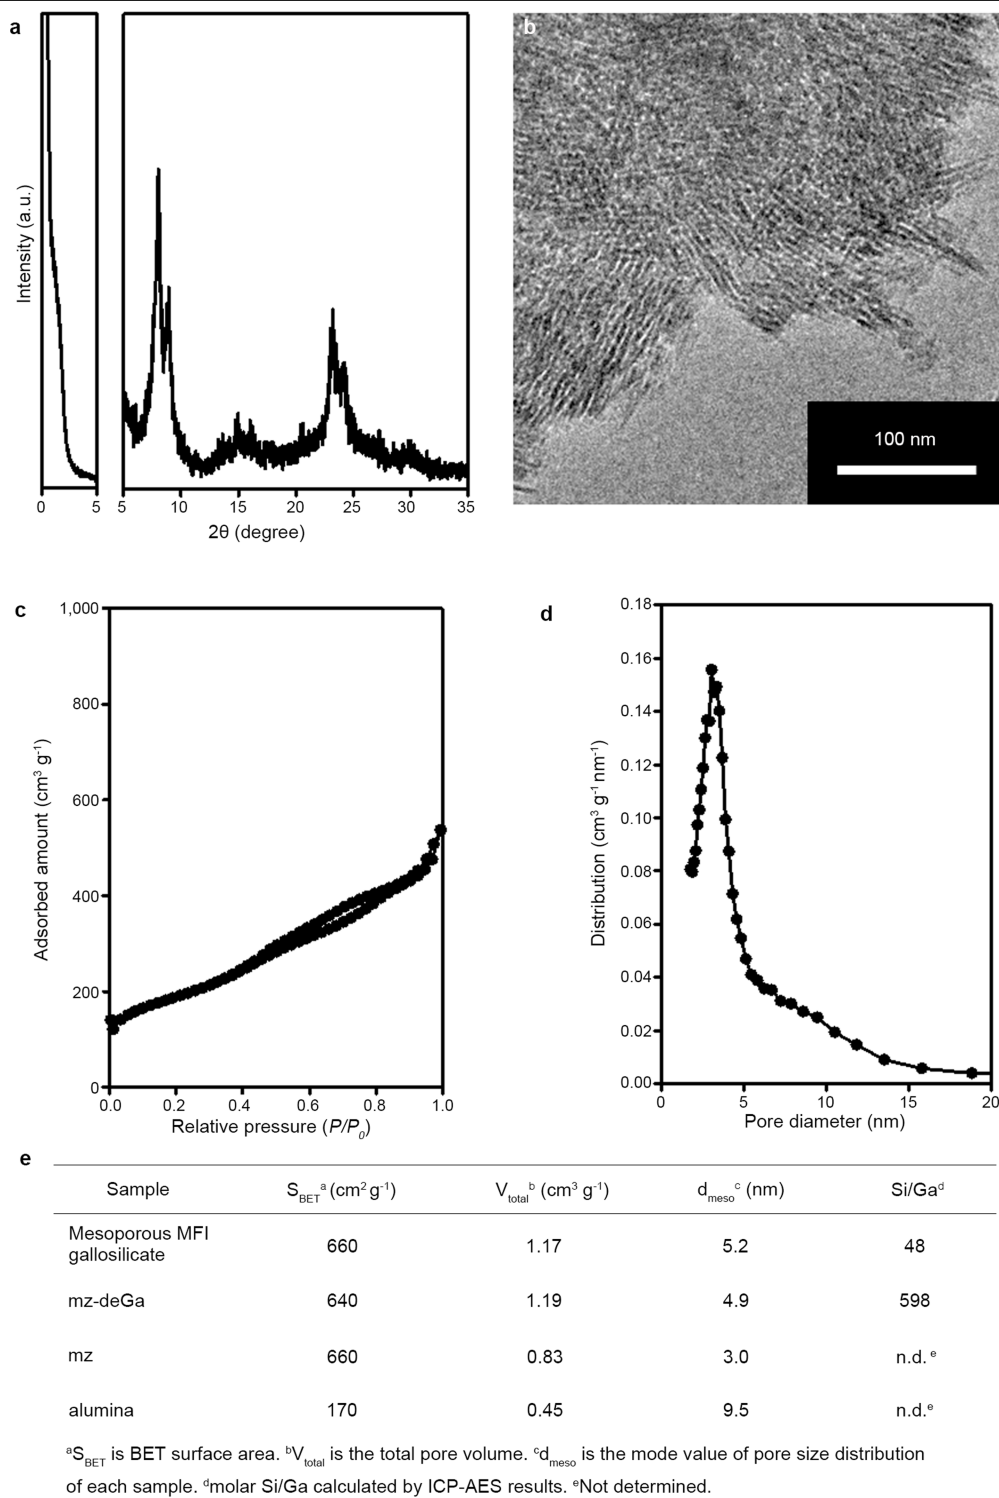 a
Intensity (a.u.)
0 5 5 10 15 20 25 30 35
2θ (degree)
b
100 nm
c
1,000
800
600
400
200
0
Adsorbed amount (cm³ g⁻¹)
0.0 0.2 0.4 0.6 0.8 1.0
Relative pressure (P/P₀)
d
0.18
0.16
0.14
0.12
0.10
0.08
0.06
0.04
0.02
0.00
Distribution (cm³ g⁻¹ nm⁻¹)
0 5 10 15 20
Pore diameter (nm)
e
Sample S_BETᵃ (cm² g⁻¹) V_totalᵇ (cm³ g⁻¹) d_mesoᶜ (nm) Si/Gaᵈ
Mesoporous MFI
gallosilicate 660 1.17 5.2 48
mz-deGa 640 1.19 4.9 598
mz 660 0.83 3.0 n.d. ᵉ
alumina 170 0.45 9.5 n.d.ᵉ
ᵃS_BET is BET surface area. ᵇV_total is the total pore volume. ᶜd_meso is the mode value of pore size distribution
of each sample. ᵈmolar Si/Ga calculated by ICP-AES results. ᵉNot determined.